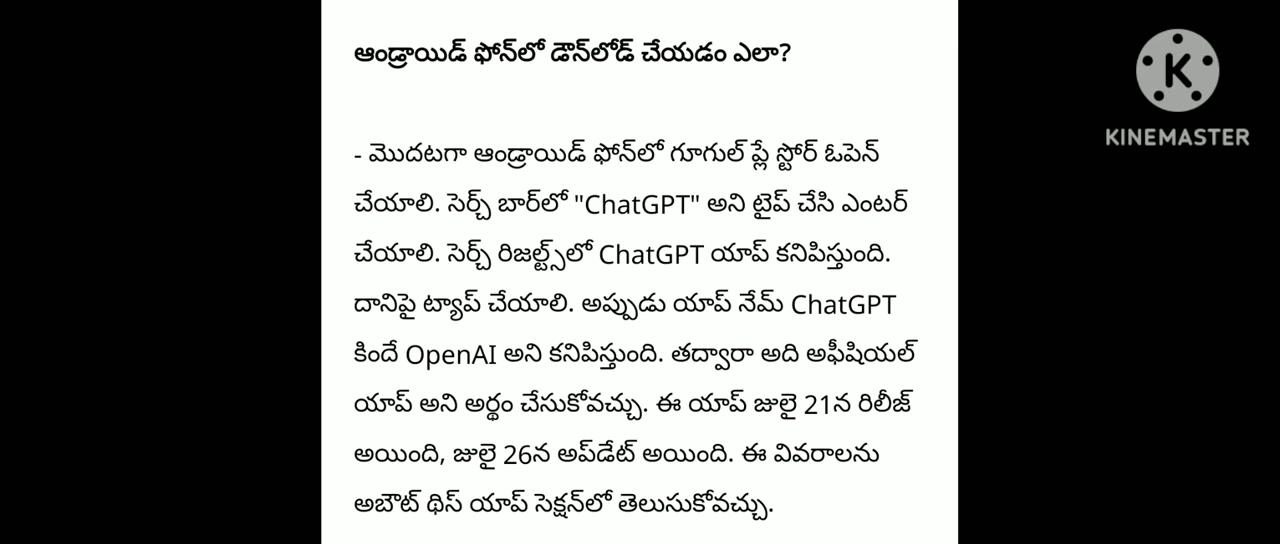 ఆండ్రాయిడ్ ఫోన్‌లో డౌన్‌లోడ్ చేయడం ఎలా?
- మొదటగా ఆండ్రాయిడ్ ఫోన్‌లో గూగుల్ ప్లే స్టోర్ ఓపెన్
చేయాలి. సెర్చ్ బార్‌లో "ChatGPT" అని టైప్ చేసి ఎంటర్
చేయాలి. సెర్చ్ రిజల్ట్స్‌లో ChatGPT యాప్ కనిపిస్తుంది.
దానిపై ట్యాప్ చేయాలి. అప్పుడు యాప్ నేమ్ ChatGPT
కిందే OpenAI అని కనిపిస్తుంది. తద్వారా అది అఫీషియల్
యాప్ అని అర్థం చేసుకోవచ్చు. ఈ యాప్ జులై 21న రిలీజ్
అయింది, జులై 26న అప్‌డేట్ అయింది. ఈ వివరాలను
అబౌట్ థిస్ యాప్ సెక్షన్‌లో తెలుసుకోవచ్చు.
K
KINEMASTER